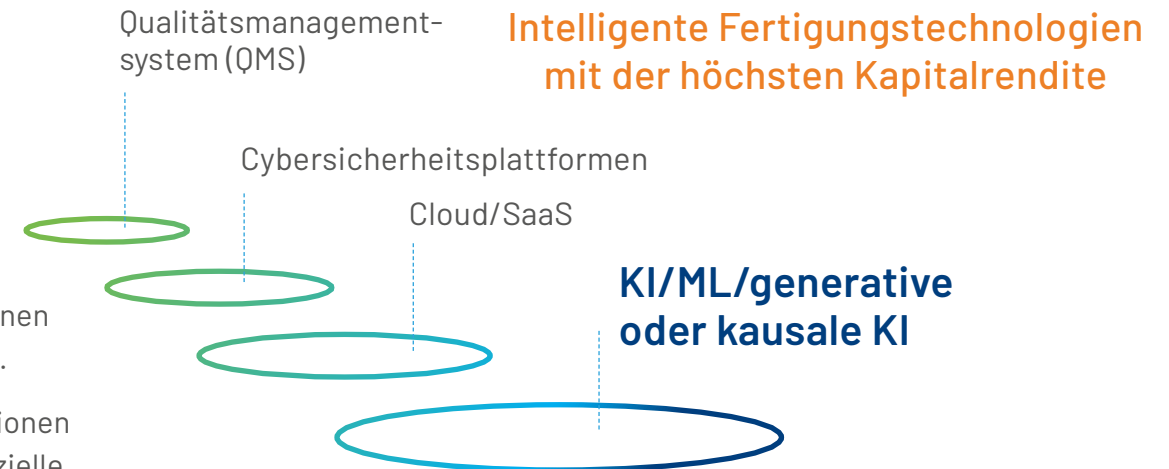 Qualitätsmanagement-
system (QMS)
Intelligente Fertigungstechnologien
mit der höchsten Kapitalrendite
Cybersicherheitsplattformen
Cloud/SaaS
KI/ML/generative
oder kausale KI